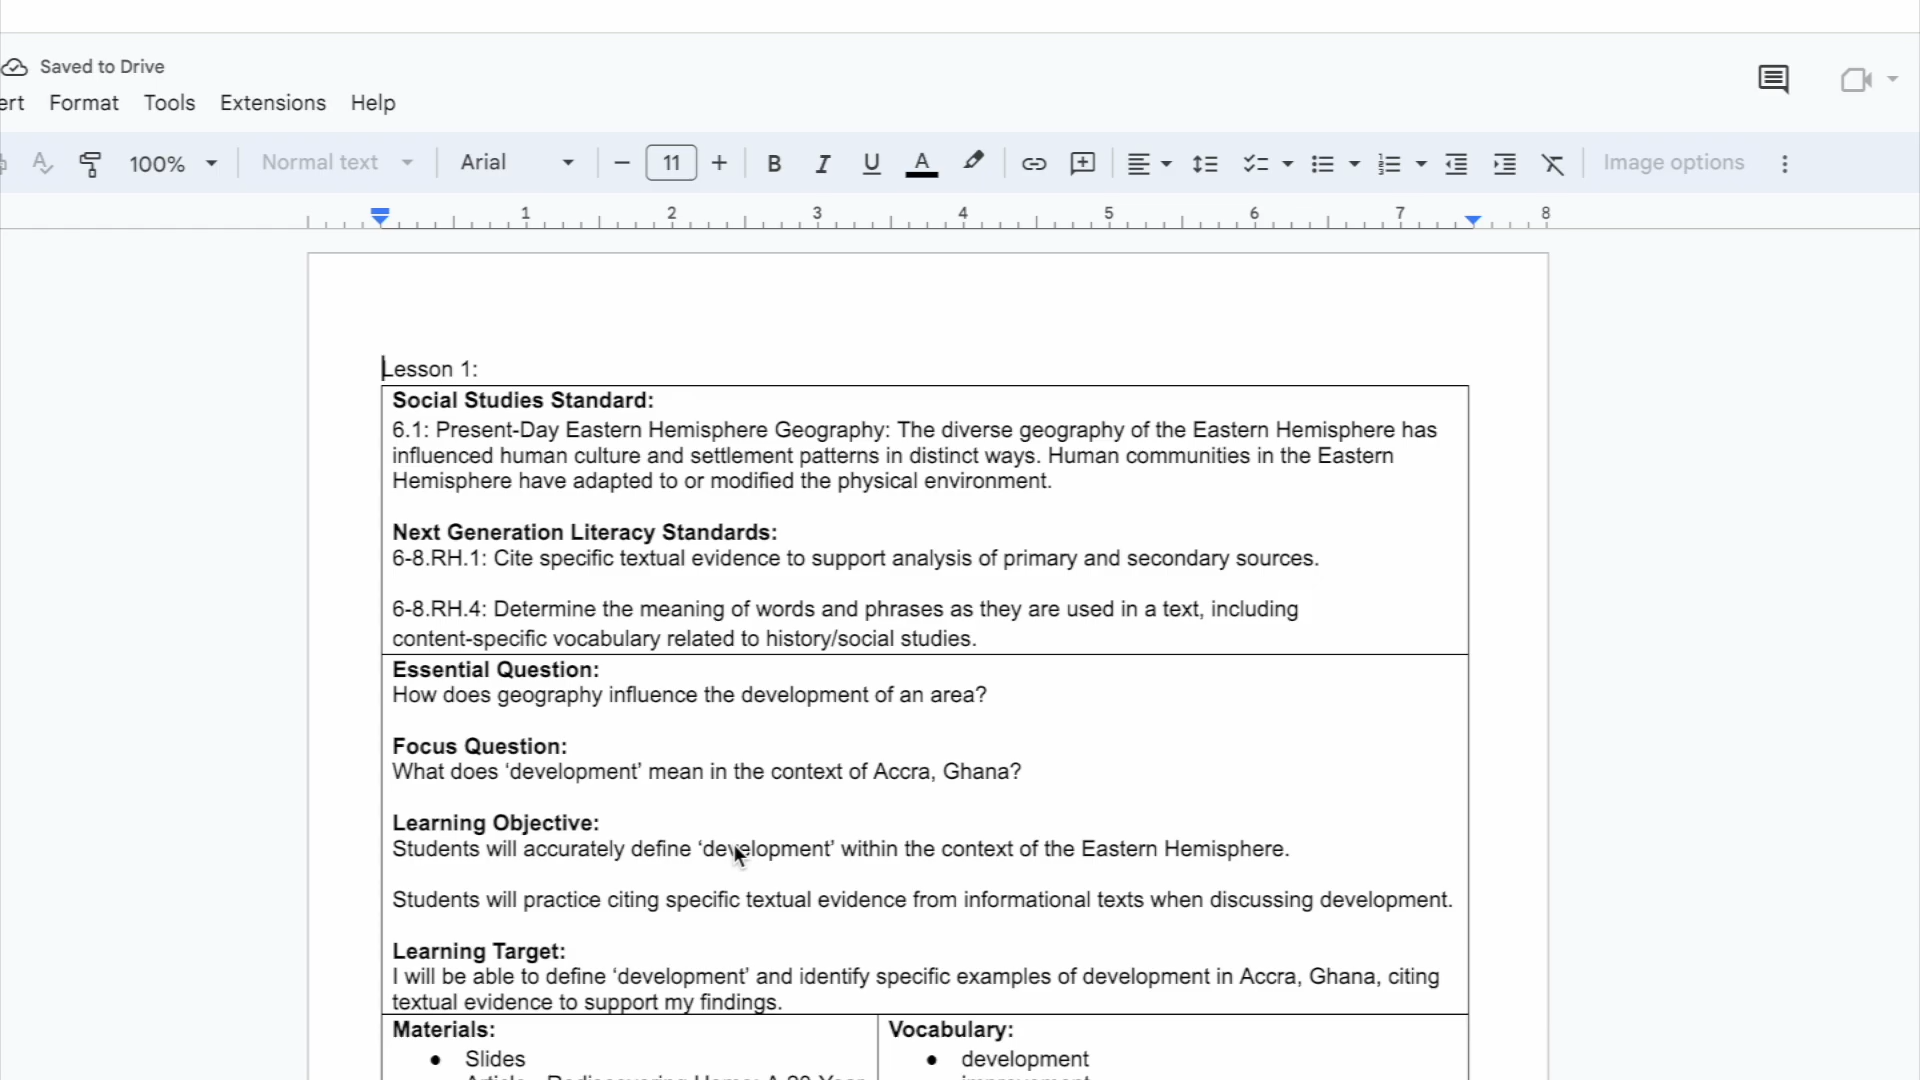 Saved to Drive
ert Format Tools Extensions Help
100% Normal text Arial 11 B I U A Image options
1 2 3 4 5 6 7 8
Lesson 1:
Social Studies Standard:
6.1: Present-Day Eastern Hemisphere Geography: The diverse geography of the Eastern Hemisphere has
influenced human culture and settlement patterns in distinct ways. Human communities in the Eastern
Hemisphere have adapted to or modified the physical environment.
Next Generation Literacy Standards:
6-8.RH.1: Cite specific textual evidence to support analysis of primary and secondary sources.
6-8.RH.4: Determine the meaning of words and phrases as they are used in a text, including
content-specific vocabulary related to history/social studies.
Essential Question:
How does geography influence the development of an area?
Focus Question:
What does ‘development’ mean in the context of Accra, Ghana?
Learning Objective:
Students will accurately define ‘development’ within the context of the Eastern Hemisphere.
Students will practice citing specific textual evidence from informational texts when discussing development.
Learning Target:
I will be able to define ‘development’ and identify specific examples of development in Accra, Ghana, citing
textual evidence to support my findings.
Materials:
● Slides
Vocabulary:
● development